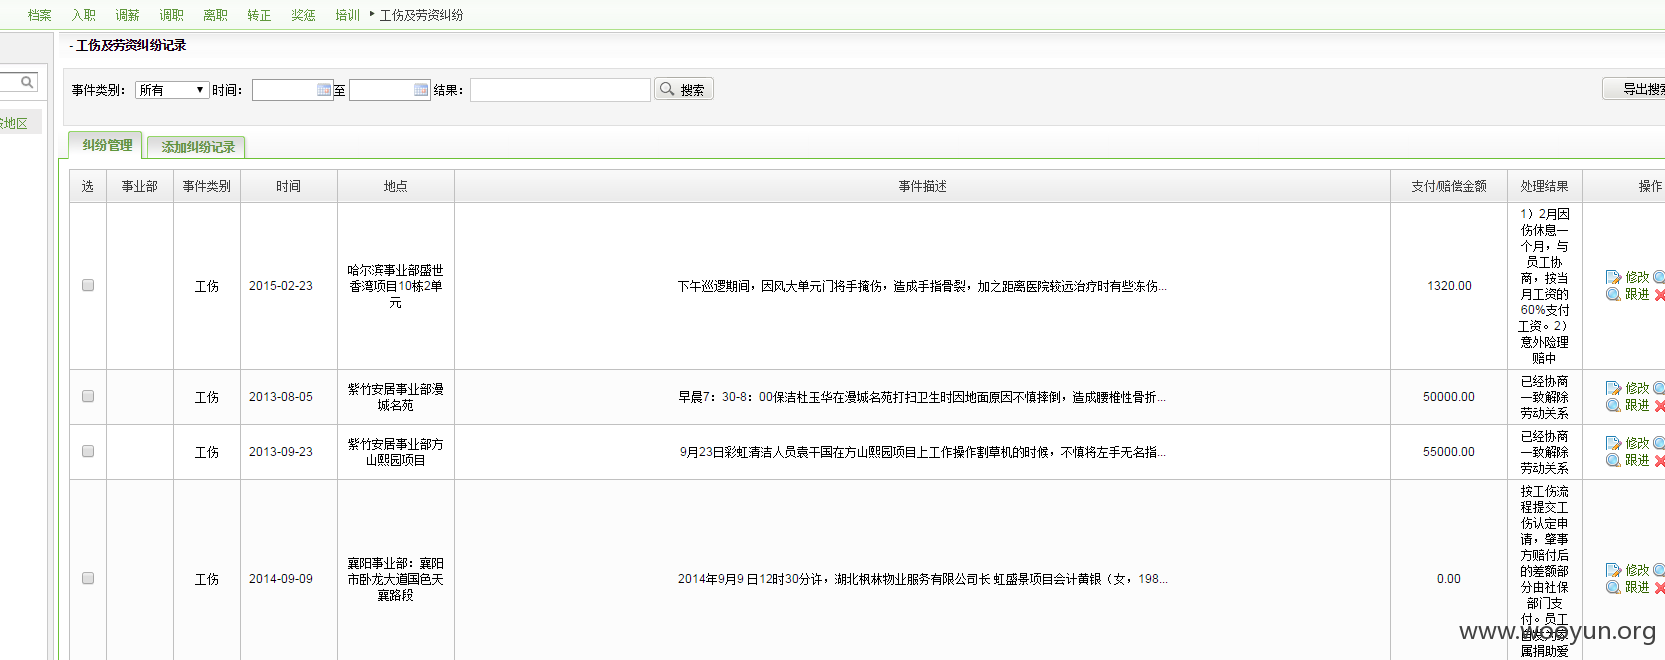 档案 入职 调薪 调职 离职 转正 奖惩 培训 工伤及劳资纠纷
- 工伤及劳资纠纷记录
事件类别： 所有 时间： 至 结果： 搜索 导出搜索
地区
纠纷管理 添加纠纷记录
选 事业部 事件类别 时间 地点 事件描述 支付/赔偿金额 处理结果 操作
工伤 2015-02-23
哈尔滨事业部盛世
香湾项目10栋2单
元
下午巡逻期间，因风大单元门将手掩伤，造成手指骨裂，加之距离医院较远治疗时有些冻伤...
1320.00
1）2月因
伤休息一
个月，与
员工协
商，按当
月工资的
60%支付
工资。2）
意外险理
赔中
修改
跟进
工伤 2013-08-05
紫竹安居事业部漫
城名苑
早晨7：30-8：00保洁杜玉华在漫城名苑打扫卫生时因地面原因不慎摔倒，造成腰椎性骨折...
50000.00
已经协商
一致解除
劳动关系
修改
跟进
工伤 2013-09-23
紫竹安居事业部方
山熙园项目
9月23日彩虹清洁人员袁干国在方山熙园项目上工作操作割草机的时候，不慎将左手无名指...
55000.00
已经协商
一致解除
劳动关系
修改
跟进
工伤 2014-09-09
襄阳事业部：襄阳
市卧龙大道国色天
襄路段
2014年9月9日12时30分许，湖北枫林物业服务有限公司长虹盛景项目会计黄银（女，198...
0.00
按工伤流
程提交工
伤认定申
请，肇事
方赔付后
的差额部
分由社保
部门支
付。员工
属捐助爱
修改
跟进
www.wooyun.org